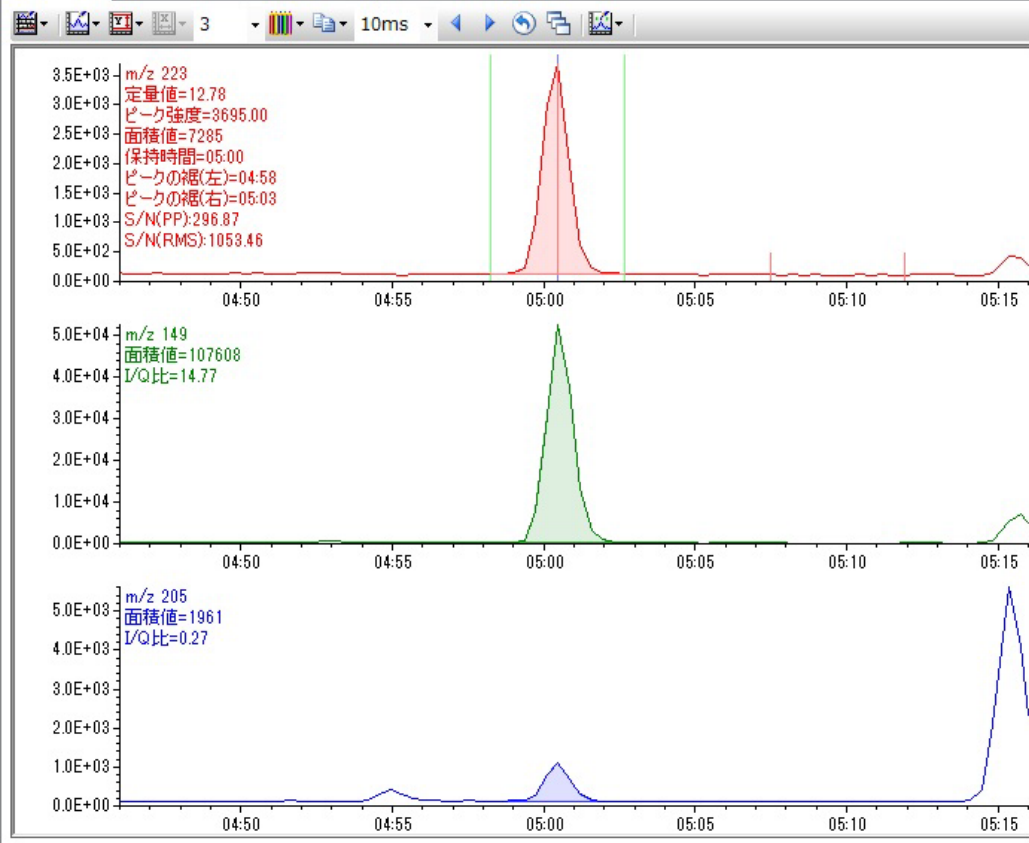 3
10ms
m/z 223
定量値=12.78
ピーク強度=3695.00
面積値=7285
保持時間=05:00
ピークの裾(左)=04:58
ピークの裾(右)=05:03
S/N(PP):296.87
S/N(RMS):1053.46
3.5E+03
3.0E+03
2.5E+03
2.0E+03
1.5E+03
1.0E+03
5.0E+02
0.0E+00
04:50 04:55 05:00 05:05 05:10 05:15
m/z 149
面積値=107608
I/Q比=14.77
5.0E+04
4.0E+04
3.0E+04
2.0E+04
1.0E+04
0.0E+00
04:50 04:55 05:00 05:05 05:10 05:15
m/z 205
面積値=1961
I/Q比=0.27
5.0E+03
4.0E+03
3.0E+03
2.0E+03
1.0E+03
0.0E+00
04:50 04:55 05:00 05:05 05:10 05:15